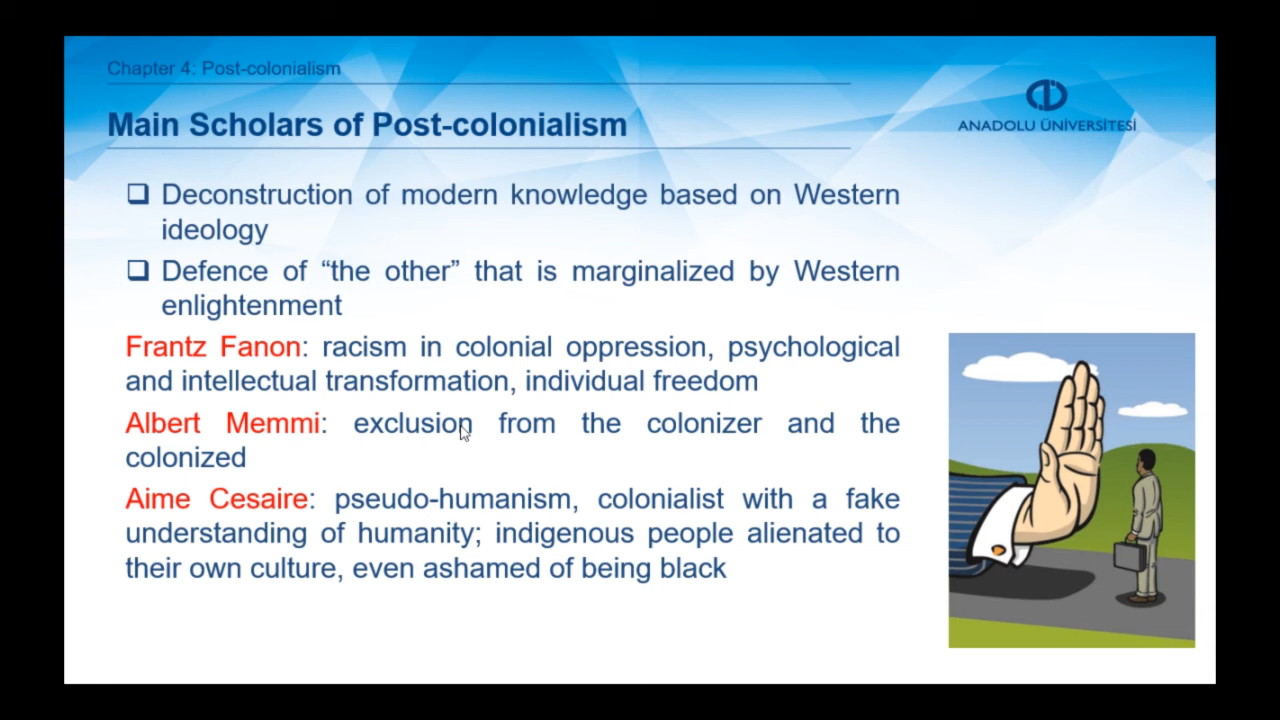 Chapter 4: Post-colonialism
Main Scholars of Post-colonialism
ANADOLU ÜNİVERSİTESİ
Deconstruction of modern knowledge based on Western
ideology
Defence of “the other” that is marginalized by Western
enlightenment
Frantz Fanon: racism in colonial oppression, psychological
and intellectual transformation, individual freedom
Albert Memmi: exclusion from the colonizer and the
colonized
Aime Cesaire: pseudo-humanism, colonialist with a fake
understanding of humanity; indigenous people alienated to
their own culture, even ashamed of being black